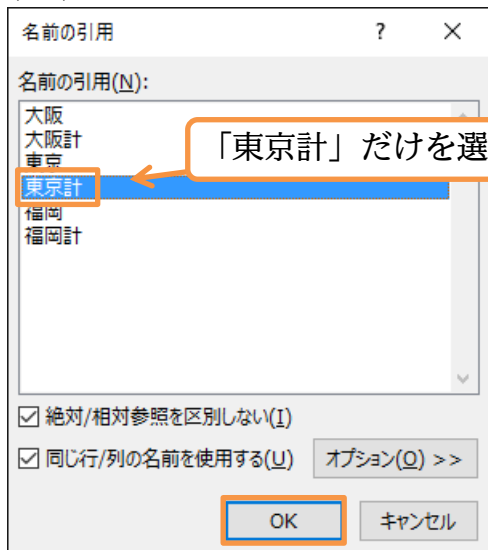 名前の引用 ? ×
名前の引用(N):
大阪
大阪計
「東京計」だけを選
東京
東京計
福岡
福岡計
絶対/相対参照を区別しない(I)
同じ行/列の名前を使用する(U) オプション(O) >>
OK キャンセル